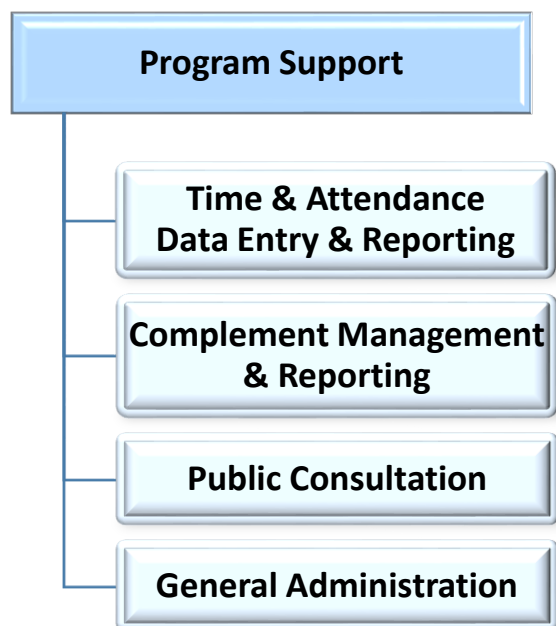 Program Support
Time & Attendance
Data Entry & Reporting
Complement Management
& Reporting
Public Consultation
General Administration